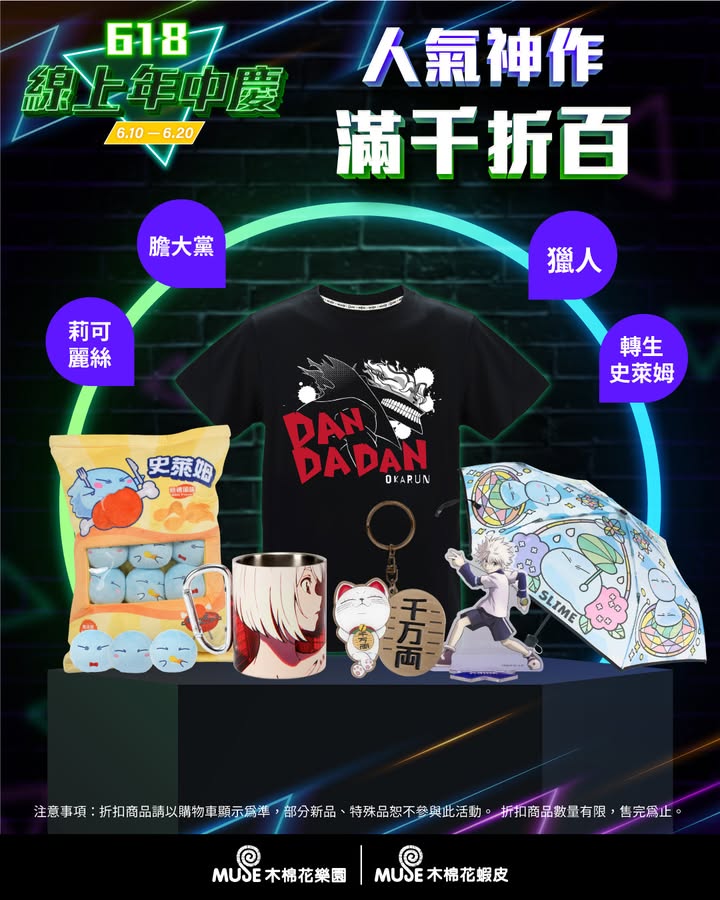 618
線上年中慶
6.10 — 6.20
人氣神作
滿千折百
膽大黨
獵人
莉可
麗絲
轉生
史萊姆
DAN
DA DAN
OKARUN
史萊姆
SLIME
千万両
注意事項：折扣商品請以購物車顯示為準，部分新品、特殊品恕不參與此活動。 折扣商品數量有限，售完為止。
MUSE 木棉花樂園
MUSE 木棉花蝦皮